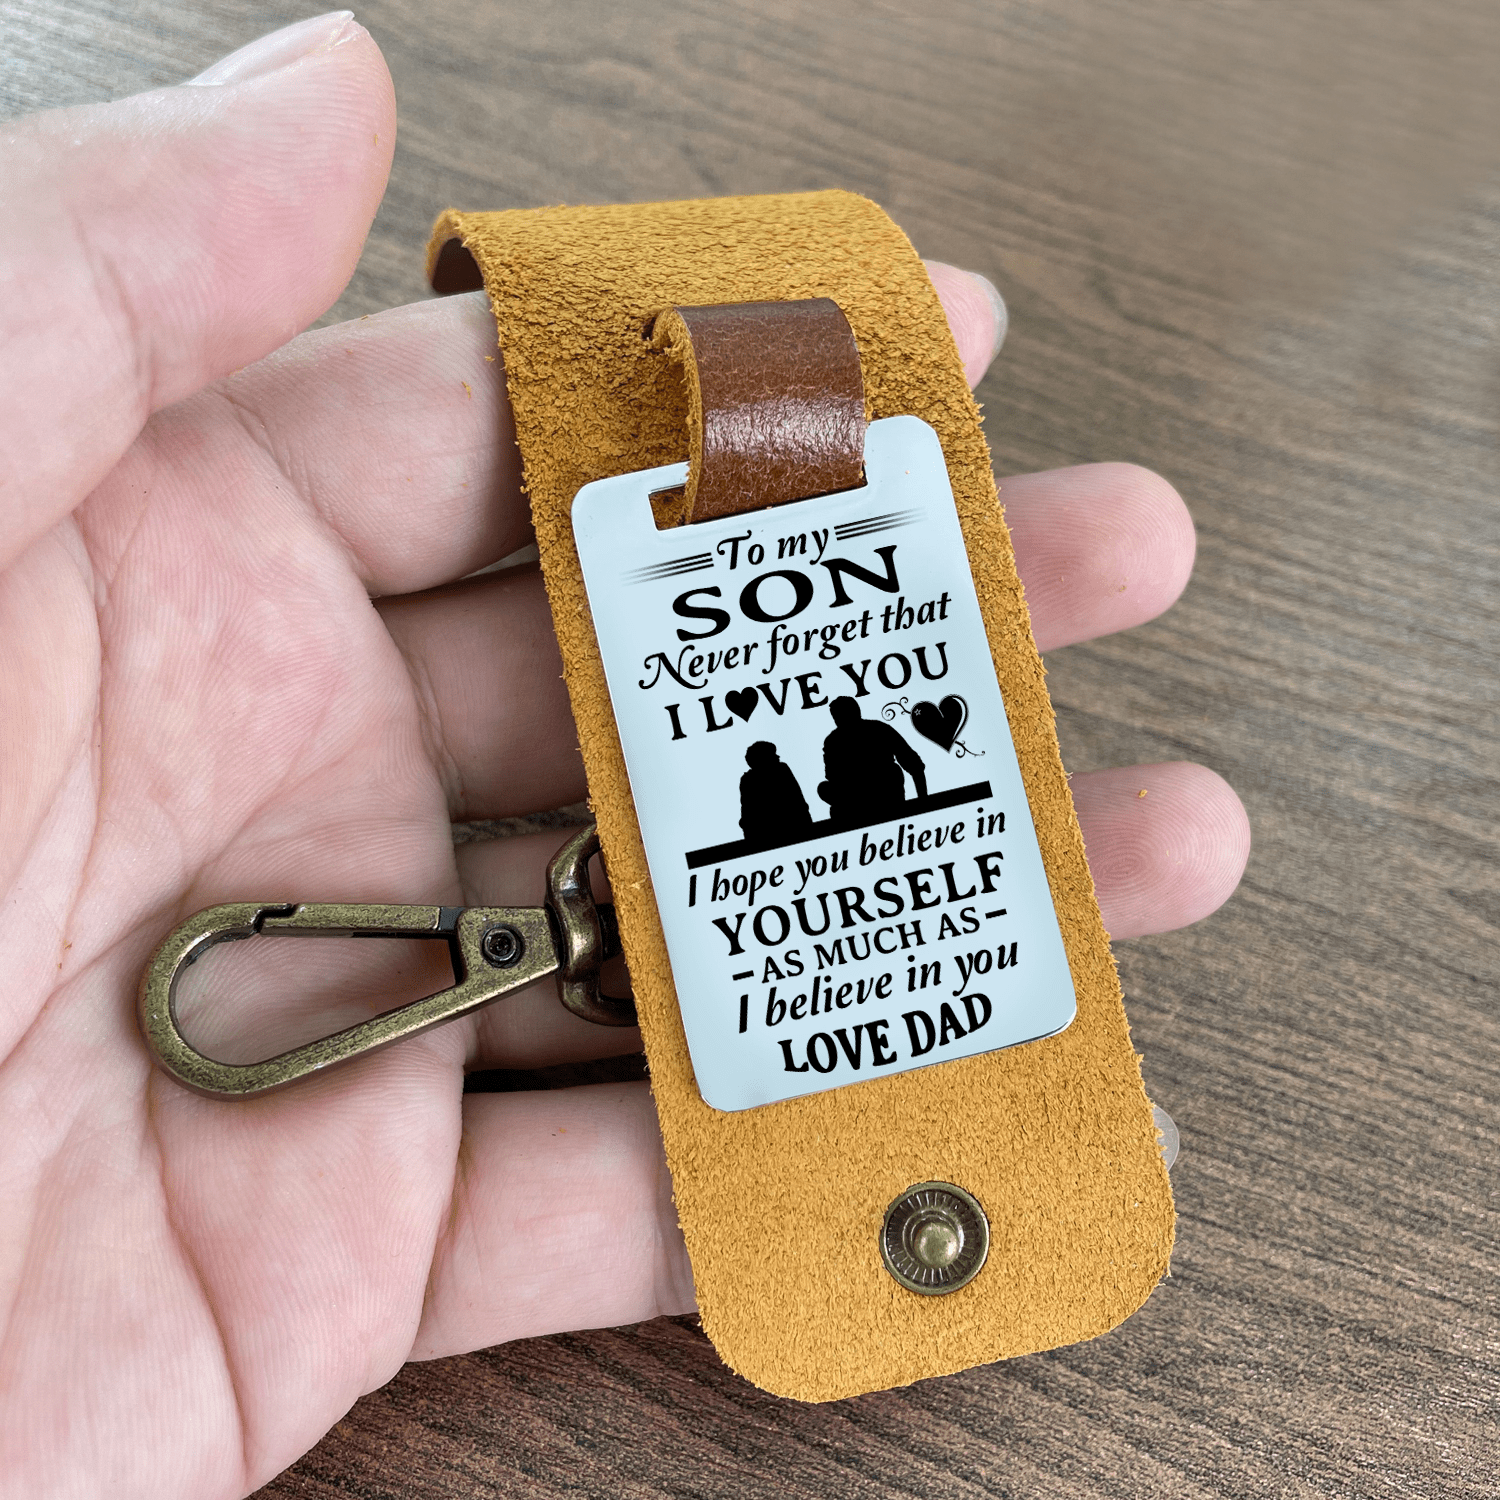 To my
SON
Never forget that
I L♥VE YOU
I hope you believe in
YOURSELF
- AS MUCH AS -
I believe in you
LOVE DAD